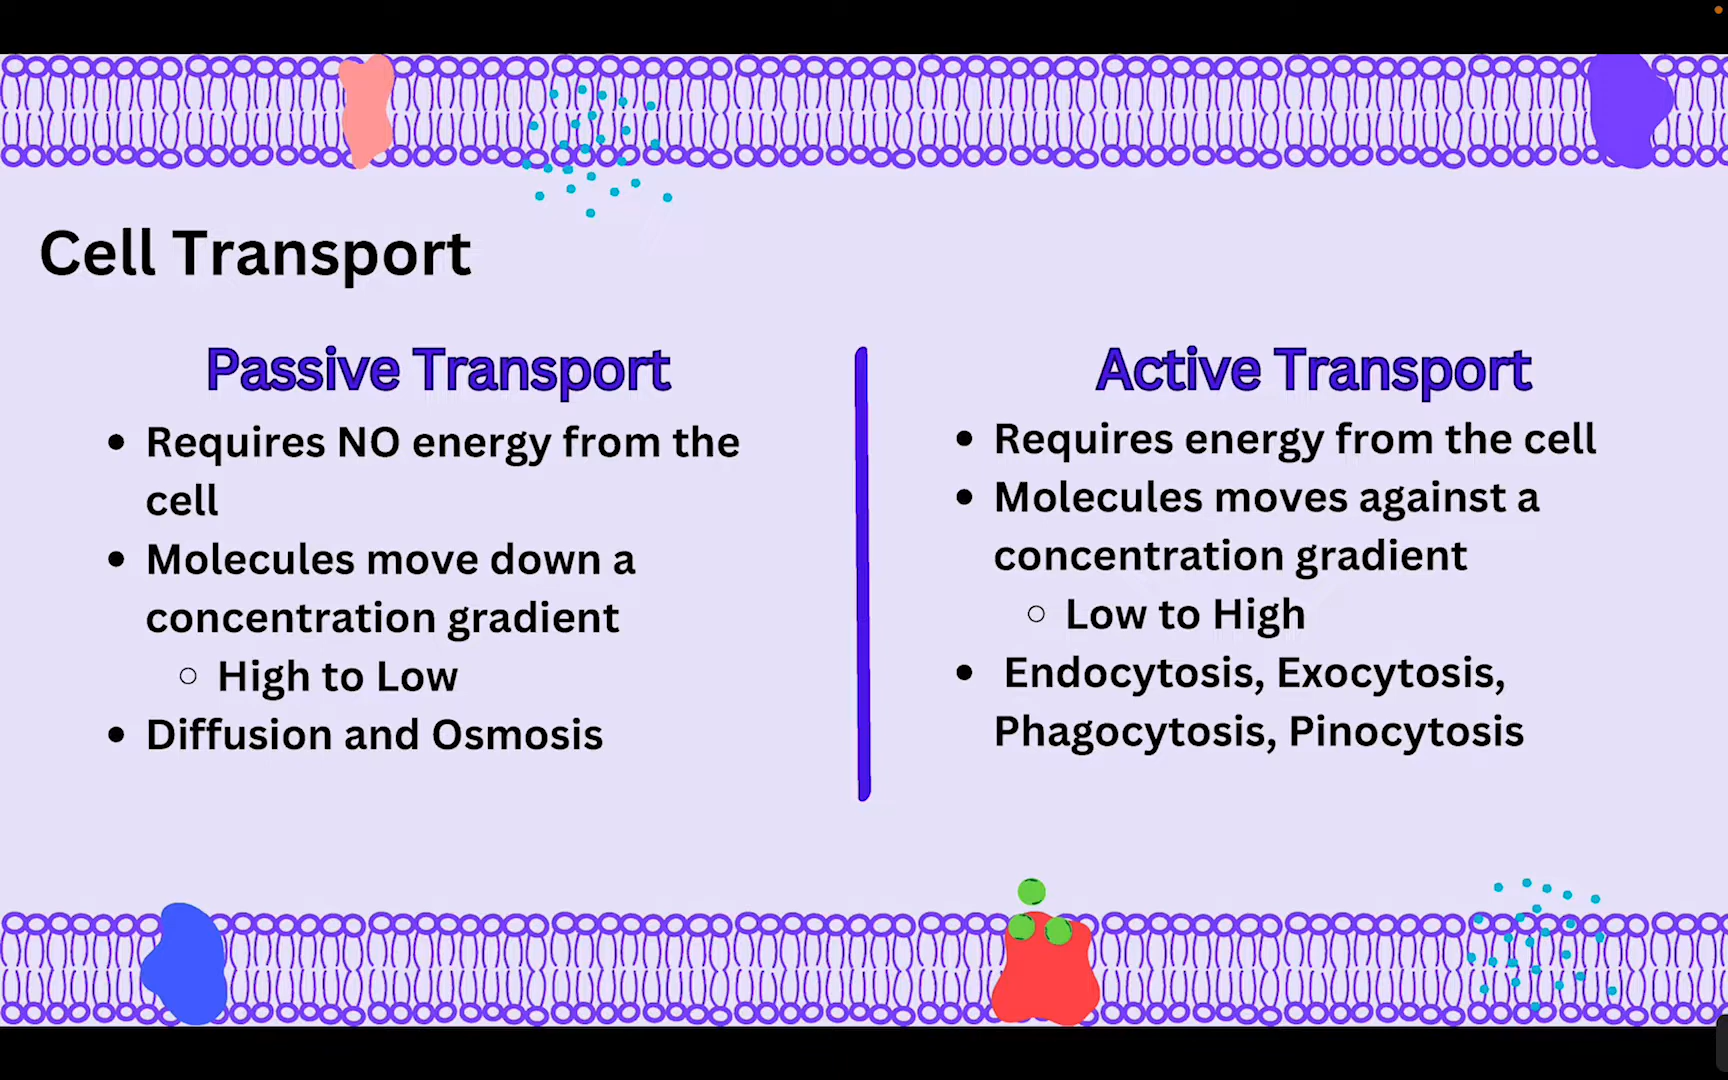 Cell Transport
Passive Transport
• Requires NO energy from the
cell
• Molecules move down a
concentration gradient
○ High to Low
• Diffusion and Osmosis
Active Transport
• Requires energy from the cell
• Molecules moves against a
concentration gradient
○ Low to High
• Endocytosis, Exocytosis,
Phagocytosis, Pinocytosis